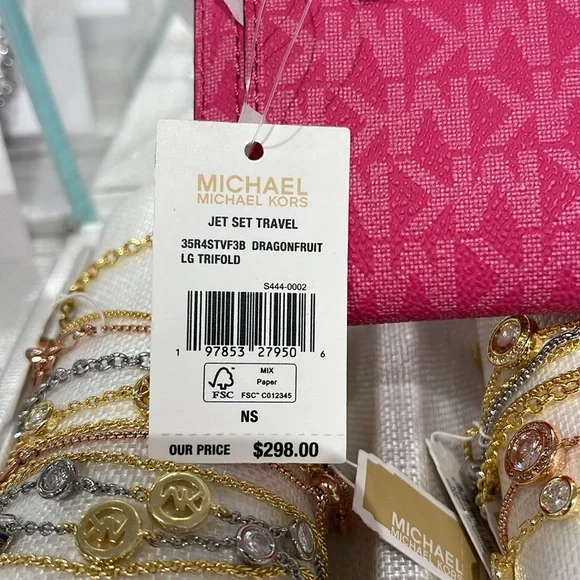 MICHAEL
MICHAEL KORS
JET SET TRAVEL
35R4STVF3B DRAGONFRUIT
LG TRIFOLD
S444-0002
1 97853 27950 6
FSC
MIX
Paper
FSC™ C012345
NS
OUR PRICE $298.00
MICHAEL
MICHAEL KORS